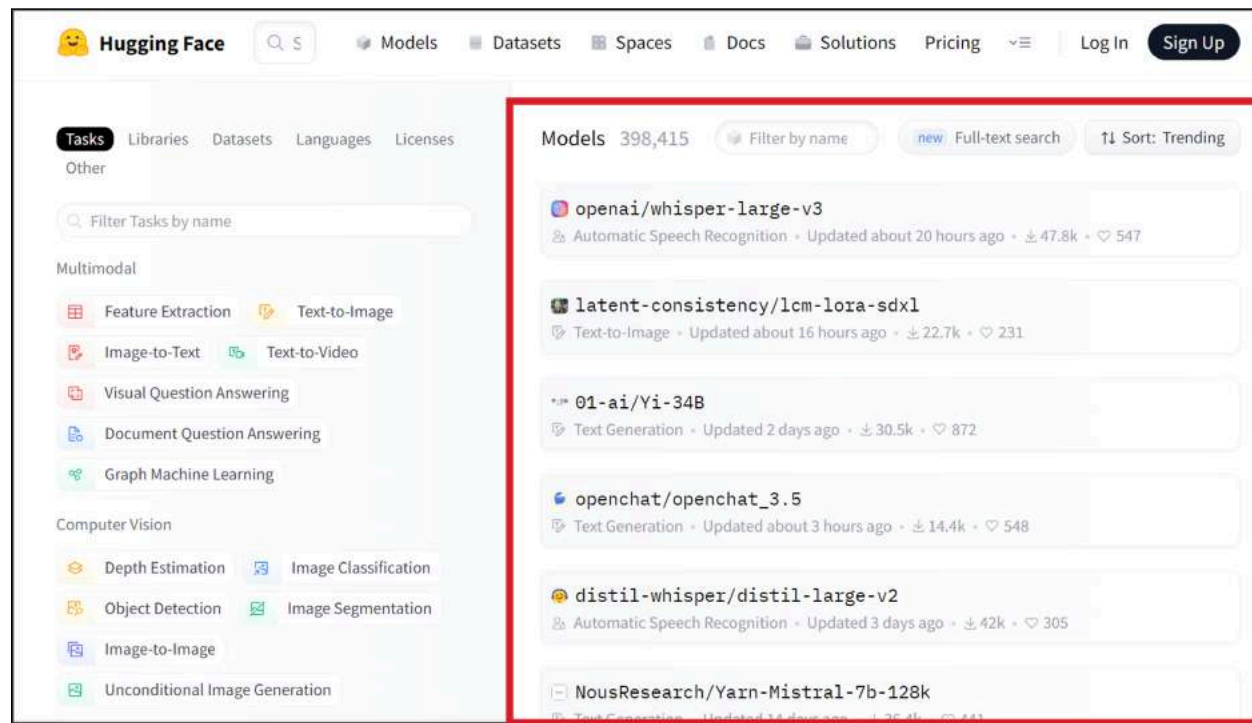 Hugging Face
S
Models
Datasets
Spaces
Docs
Solutions
Pricing
Log In
Sign Up
Tasks Libraries Datasets Languages Licenses
Other
Filter Tasks by name
Multimodal
Feature Extraction Text-to-Image
Image-to-Text Text-to-Video
Visual Question Answering
Document Question Answering
Graph Machine Learning
Computer Vision
Depth Estimation Image Classification
Object Detection Image Segmentation
Image-to-Image
Unconditional Image Generation
Models 398,415 Filter by name new Full-text search ↑↓ Sort: Trending
openai/whisper-large-v3
Automatic Speech Recognition • Updated about 20 hours ago • 47.8k • ♡ 547
latent-consistency/lcm-lora-sdxl
Text-to-Image • Updated about 16 hours ago • 22.7k • ♡ 231
01-ai/Yi-34B
Text Generation • Updated 2 days ago • 30.5k • ♡ 872
openchat/openchat_3.5
Text Generation • Updated about 3 hours ago • 14.4k • ♡ 548
distil-whisper/distil-large-v2
Automatic Speech Recognition • Updated 3 days ago • 42k • ♡ 305
NousResearch/Yarn-Mistral-7b-128k
Text Generation • Updated 14 days ago